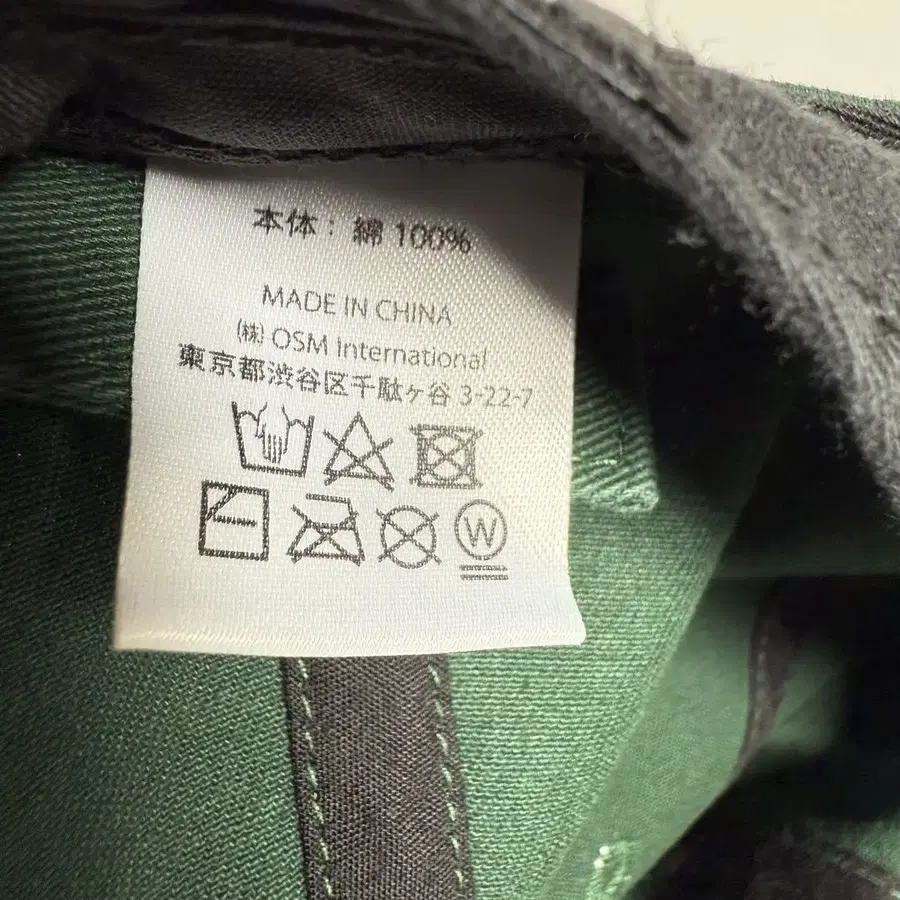 本体：綿 100%
MADE IN CHINA
㈱ OSM International
東京都渋谷区千駄ヶ谷 3-22-7
W